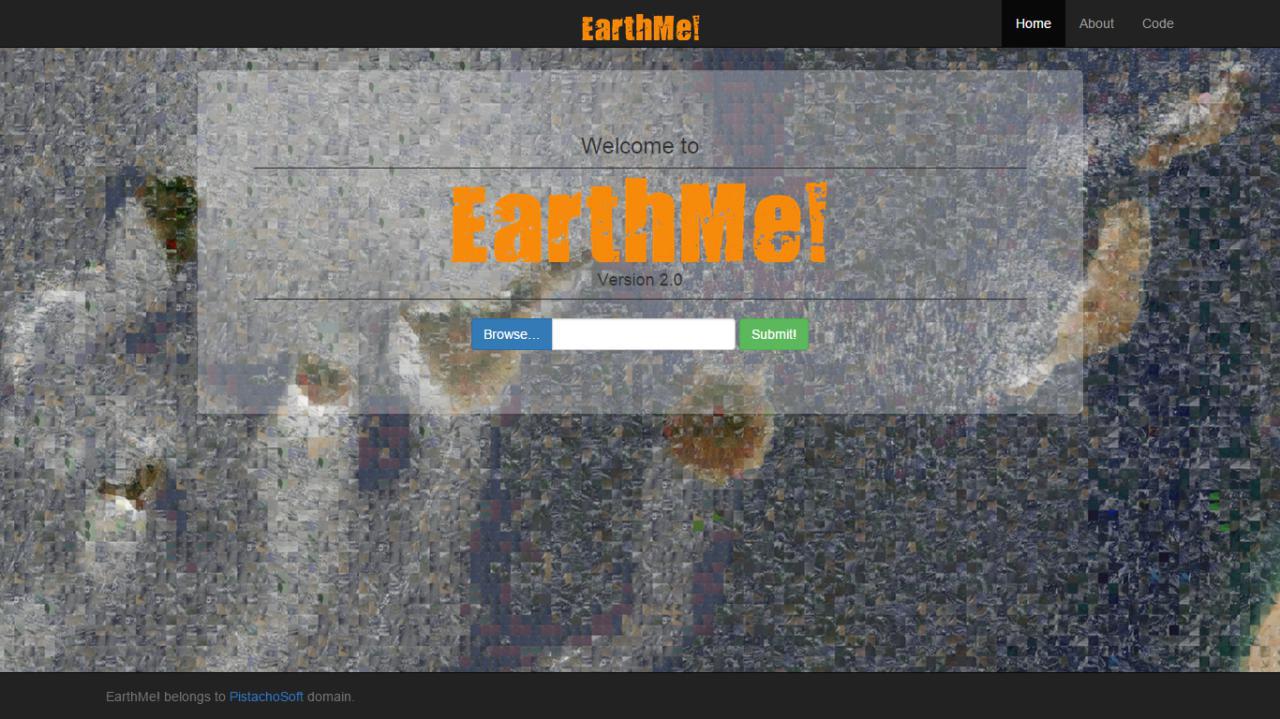 EarthMe!
Home About Code
Welcome to
EarthMe!
Version 2.0
Browse... Submit!
EarthMe! belongs to PistachoSoft domain.